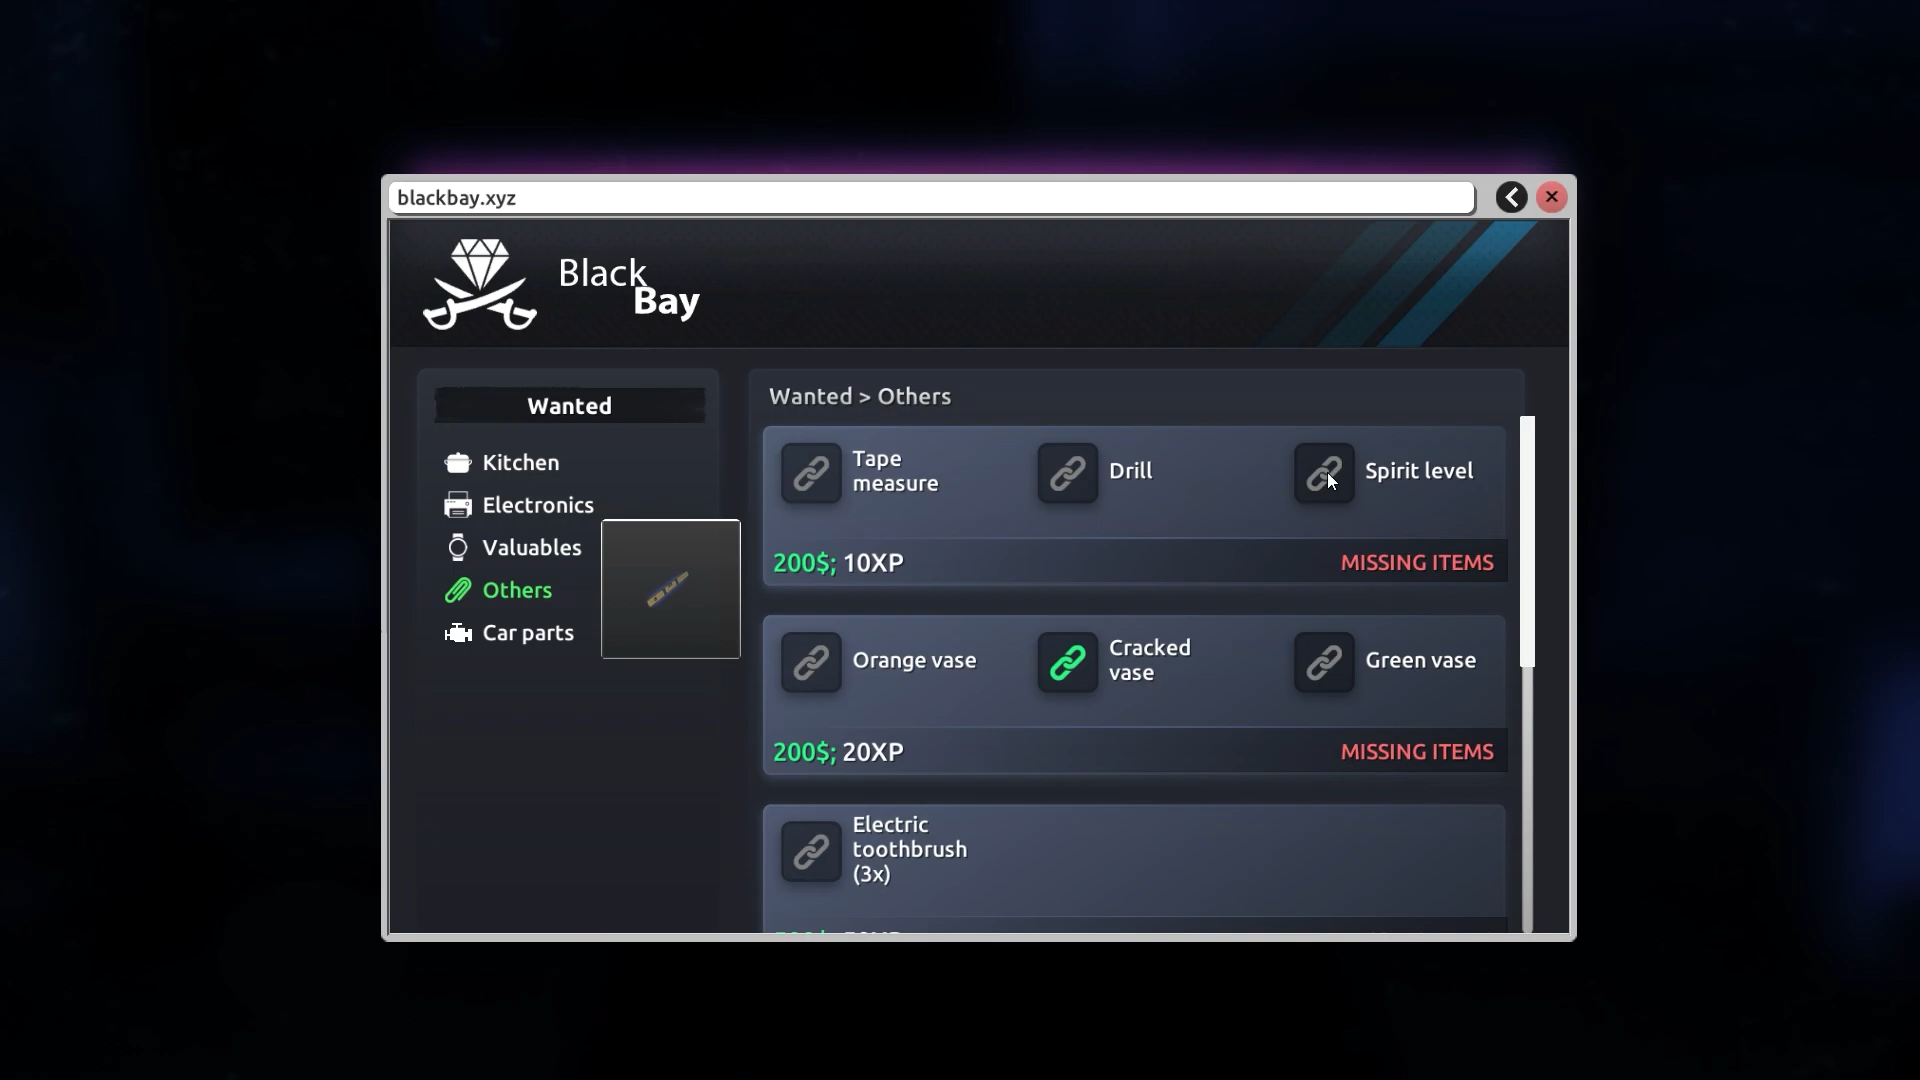 blackbay.xyz
Black
Bay
Wanted
Kitchen
Electronics
Valuables
Others
Car parts
Wanted > Others
Tape
measure
Drill
Spirit level
200$; 10XP
MISSING ITEMS
Orange vase
Cracked
vase
Green vase
200$; 20XP
MISSING ITEMS
Electric
toothbrush
(3x)